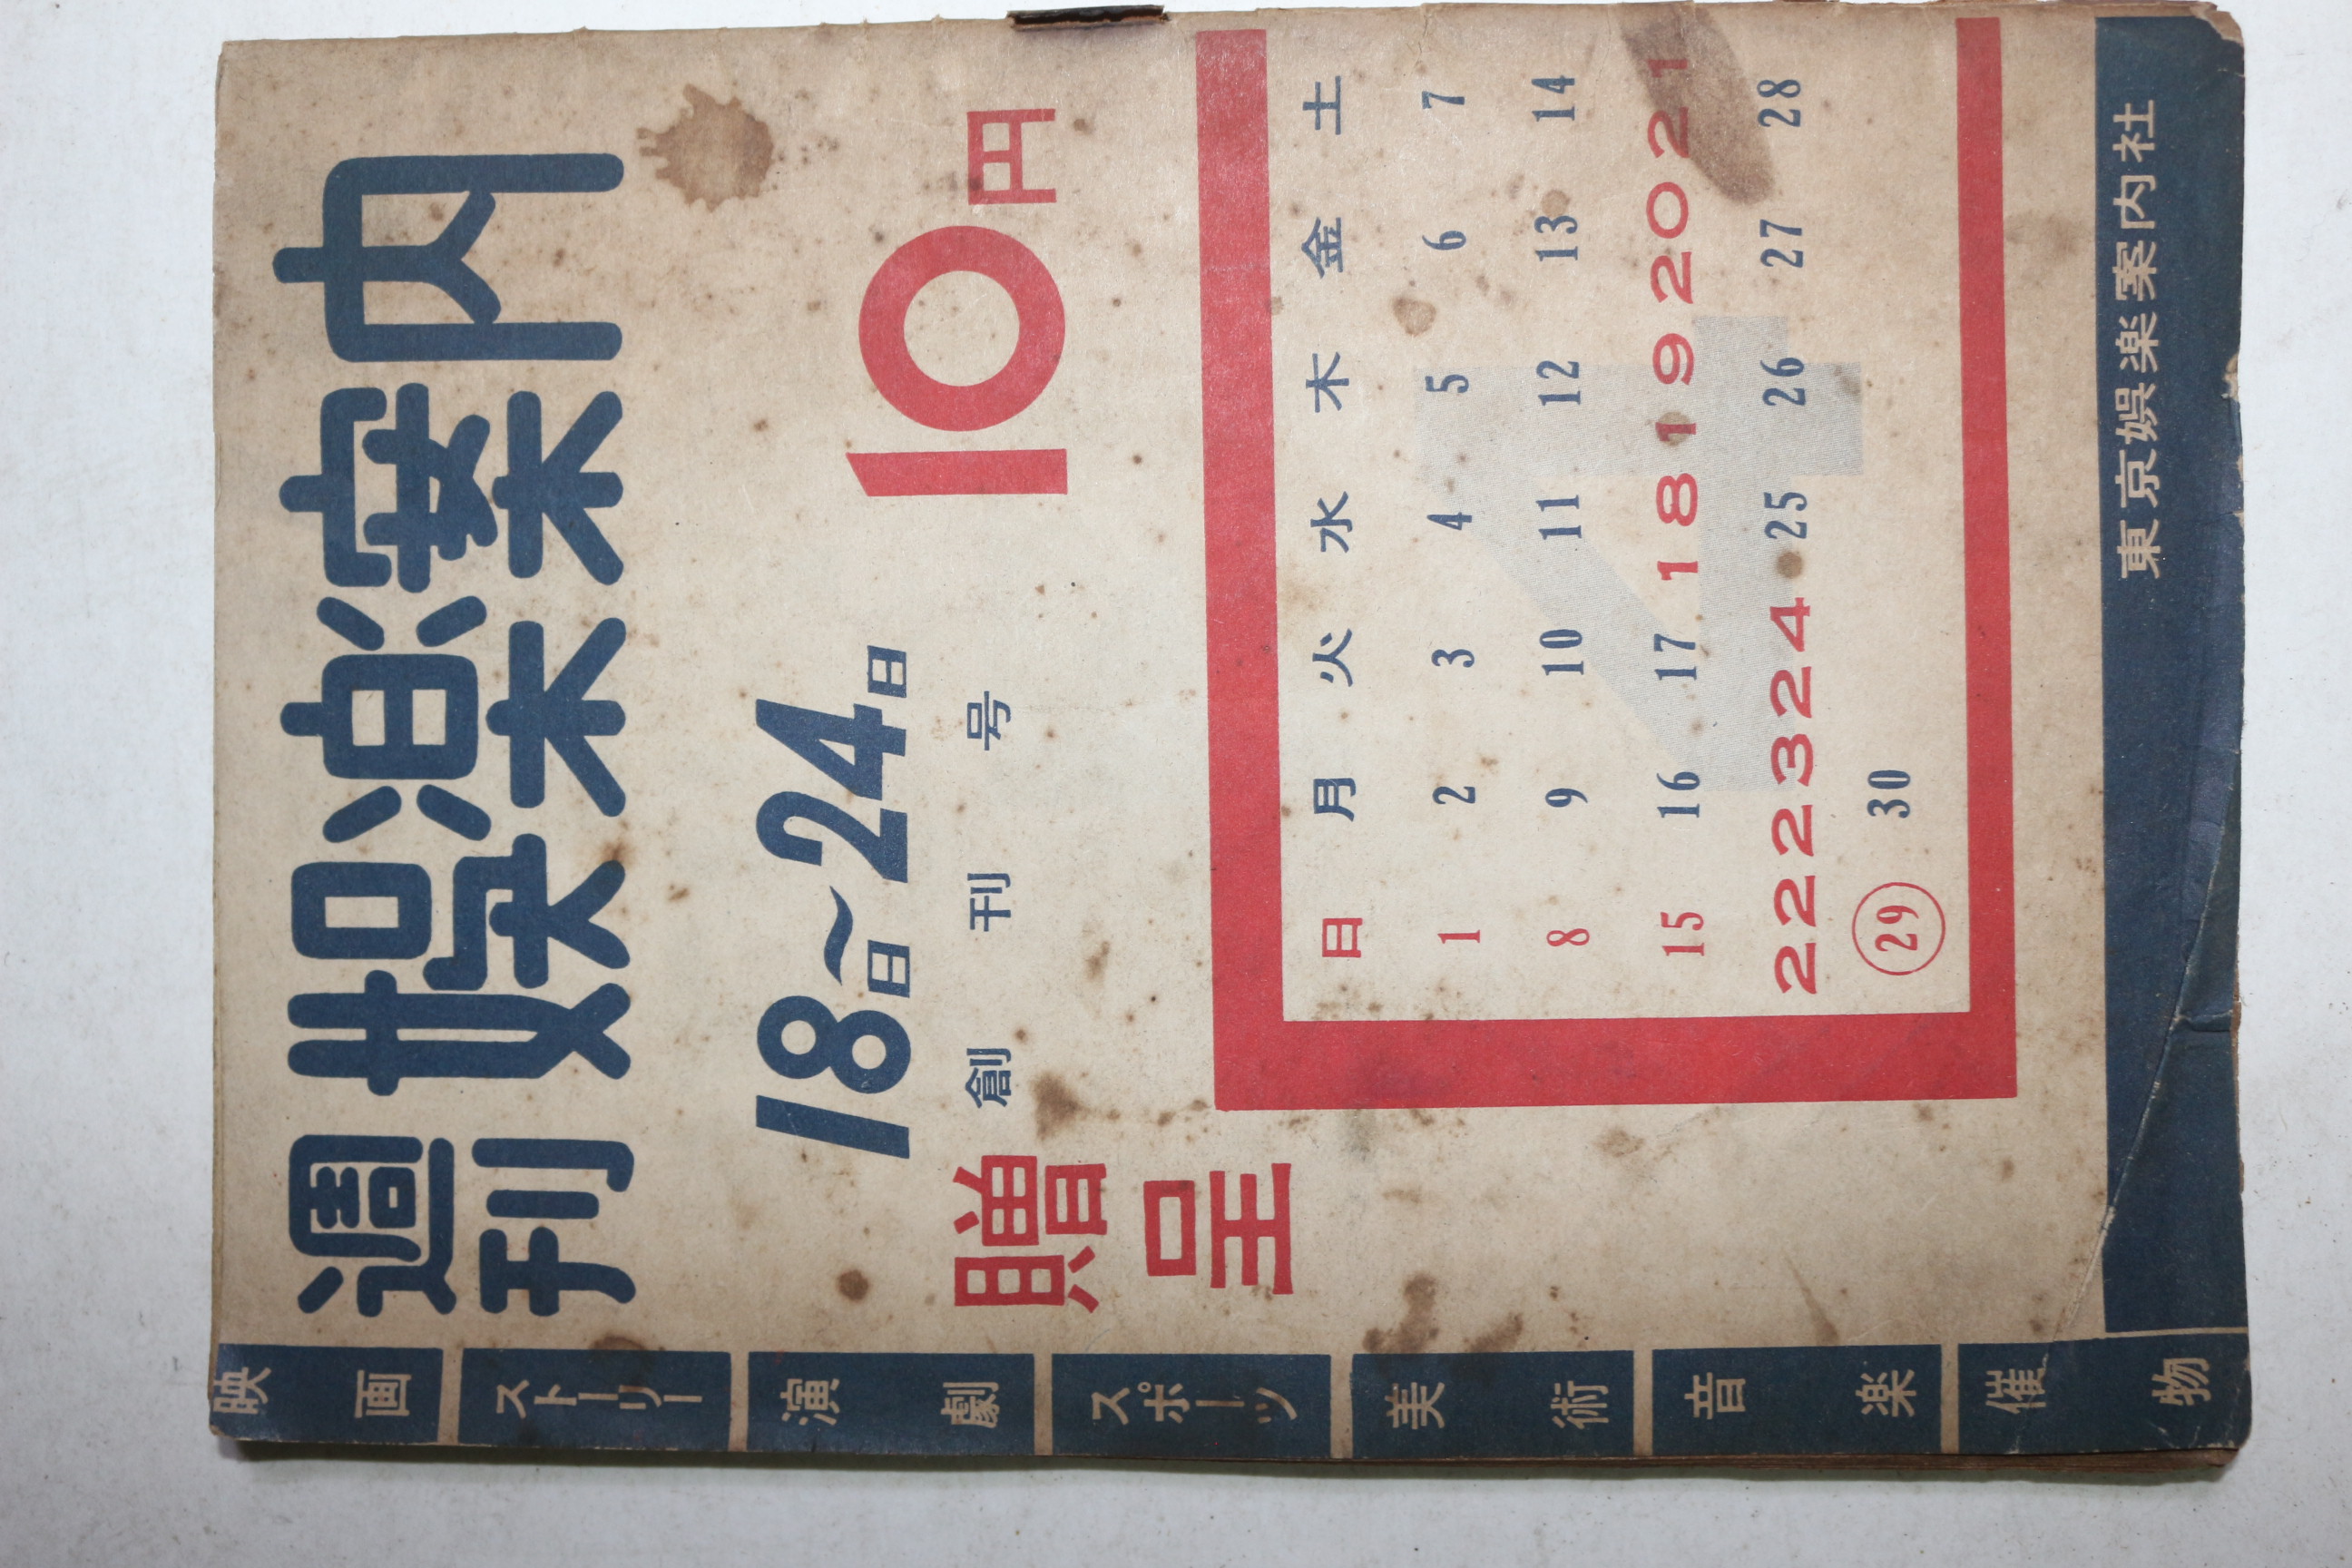 週刊
娯楽案内
18日~24日
創刊号
10円
贈呈
日 月 火 水 木 金 土
1 2 3 4 5 6 7
8 9 10 11 12 13 14
15 16 17 18 19 20 21
22 23 24 25 26 27 28
29 30
4
東京娯楽案内社
映画
ストーリー
演劇
スポーツ
美術
音楽
催物